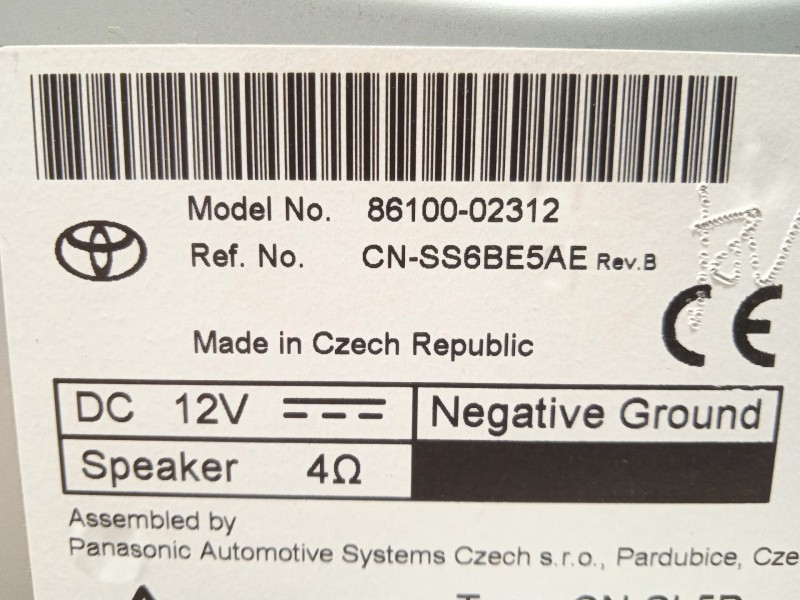 Model No. 86100-02312
Ref. No. CN-SS6BE5AE Rev.B
CE
Made in Czech Republic
DC 12V
Negative Ground
Speaker 4Ω
Assembled by
Panasonic Automotive Systems Czech s.r.o., Pardubice, Cze